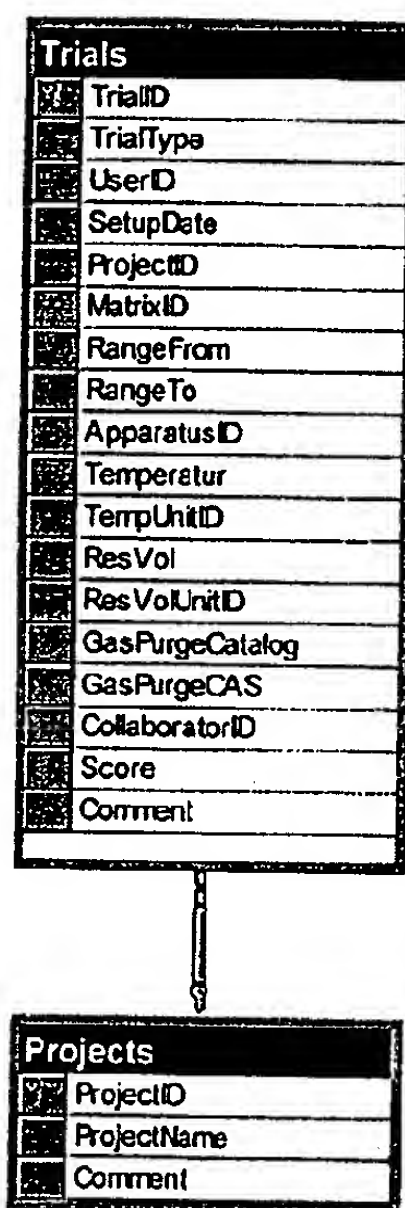 Trials
TrialID
TrialType
UserID
SetupDate
ProjectID
MatrixID
RangeFrom
RangeTo
ApparatusID
Temperatur
TempUnitID
ResVol
ResVolUnitID
GasPurgeCatalog
GasPurgeCAS
CollaboratorID
Score
Comment
Projects
ProjectID
ProjectName
Comment